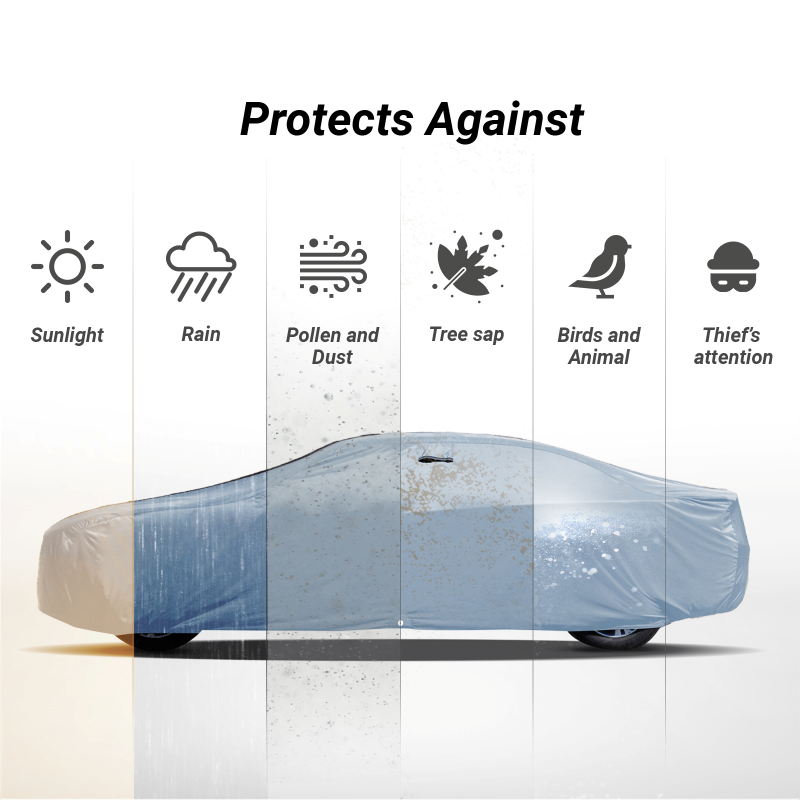 Protects Against
Sunlight
Rain
Pollen and
Dust
Tree sap
Birds and
Animal
Thief's
attention